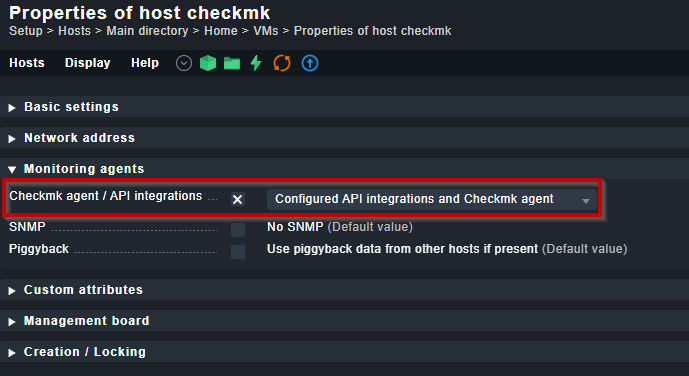 Properties of host checkmk
Setup > Hosts > Main directory > Home > VMs > Properties of host checkmk
Hosts Display Help
Basic settings
Network address
Monitoring agents
Checkmk agent / API integrations Configured API integrations and Checkmk agent
SNMP No SNMP (Default value)
Piggyback Use piggyback data from other hosts if present (Default value)
Custom attributes
Management board
Creation / Locking